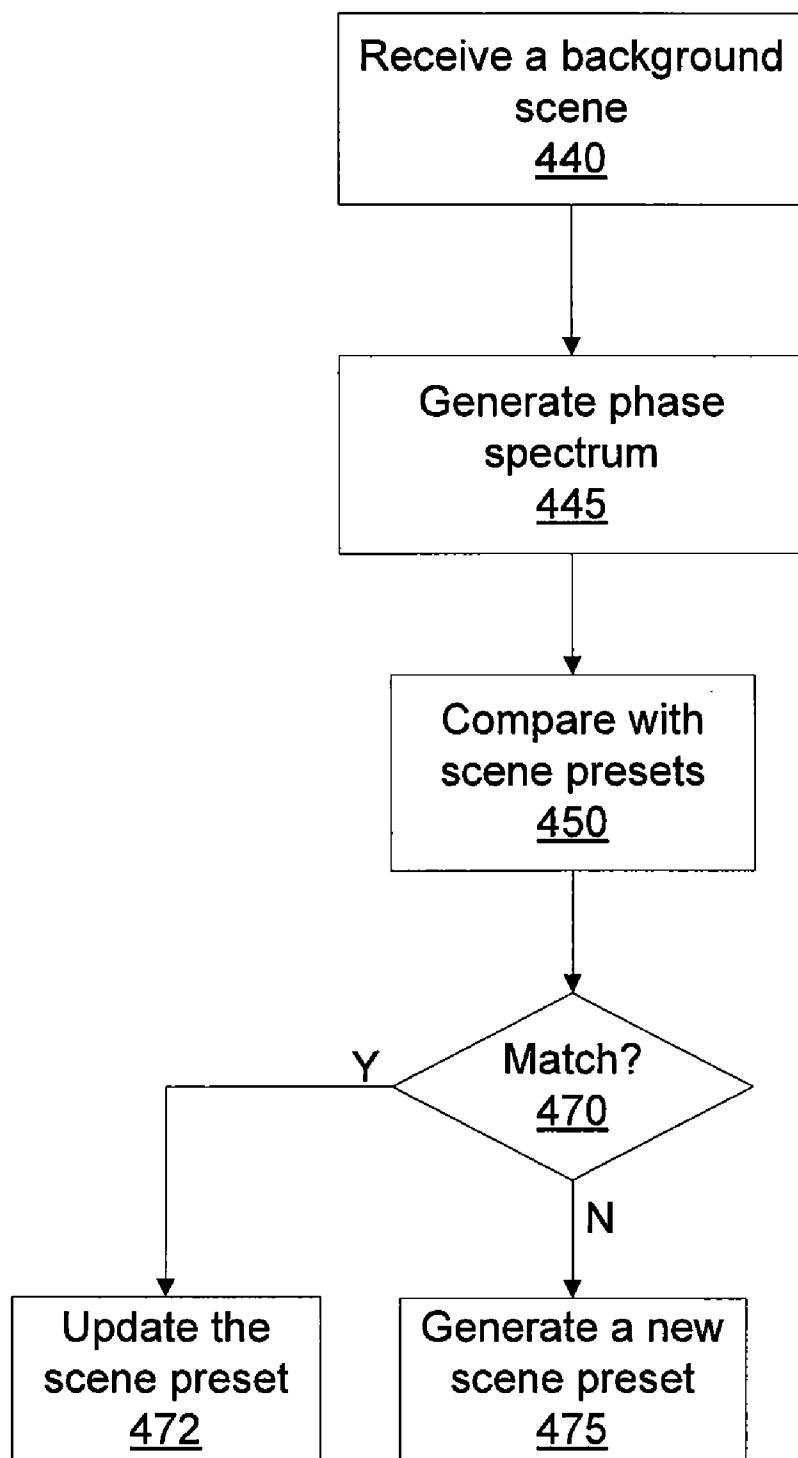 Receive a background
scene
440
Generate phase
spectrum
445
Compare with
scene presets
450
Match?
470
Y
N
Update the
scene preset
472
Generate a new
scene preset
475